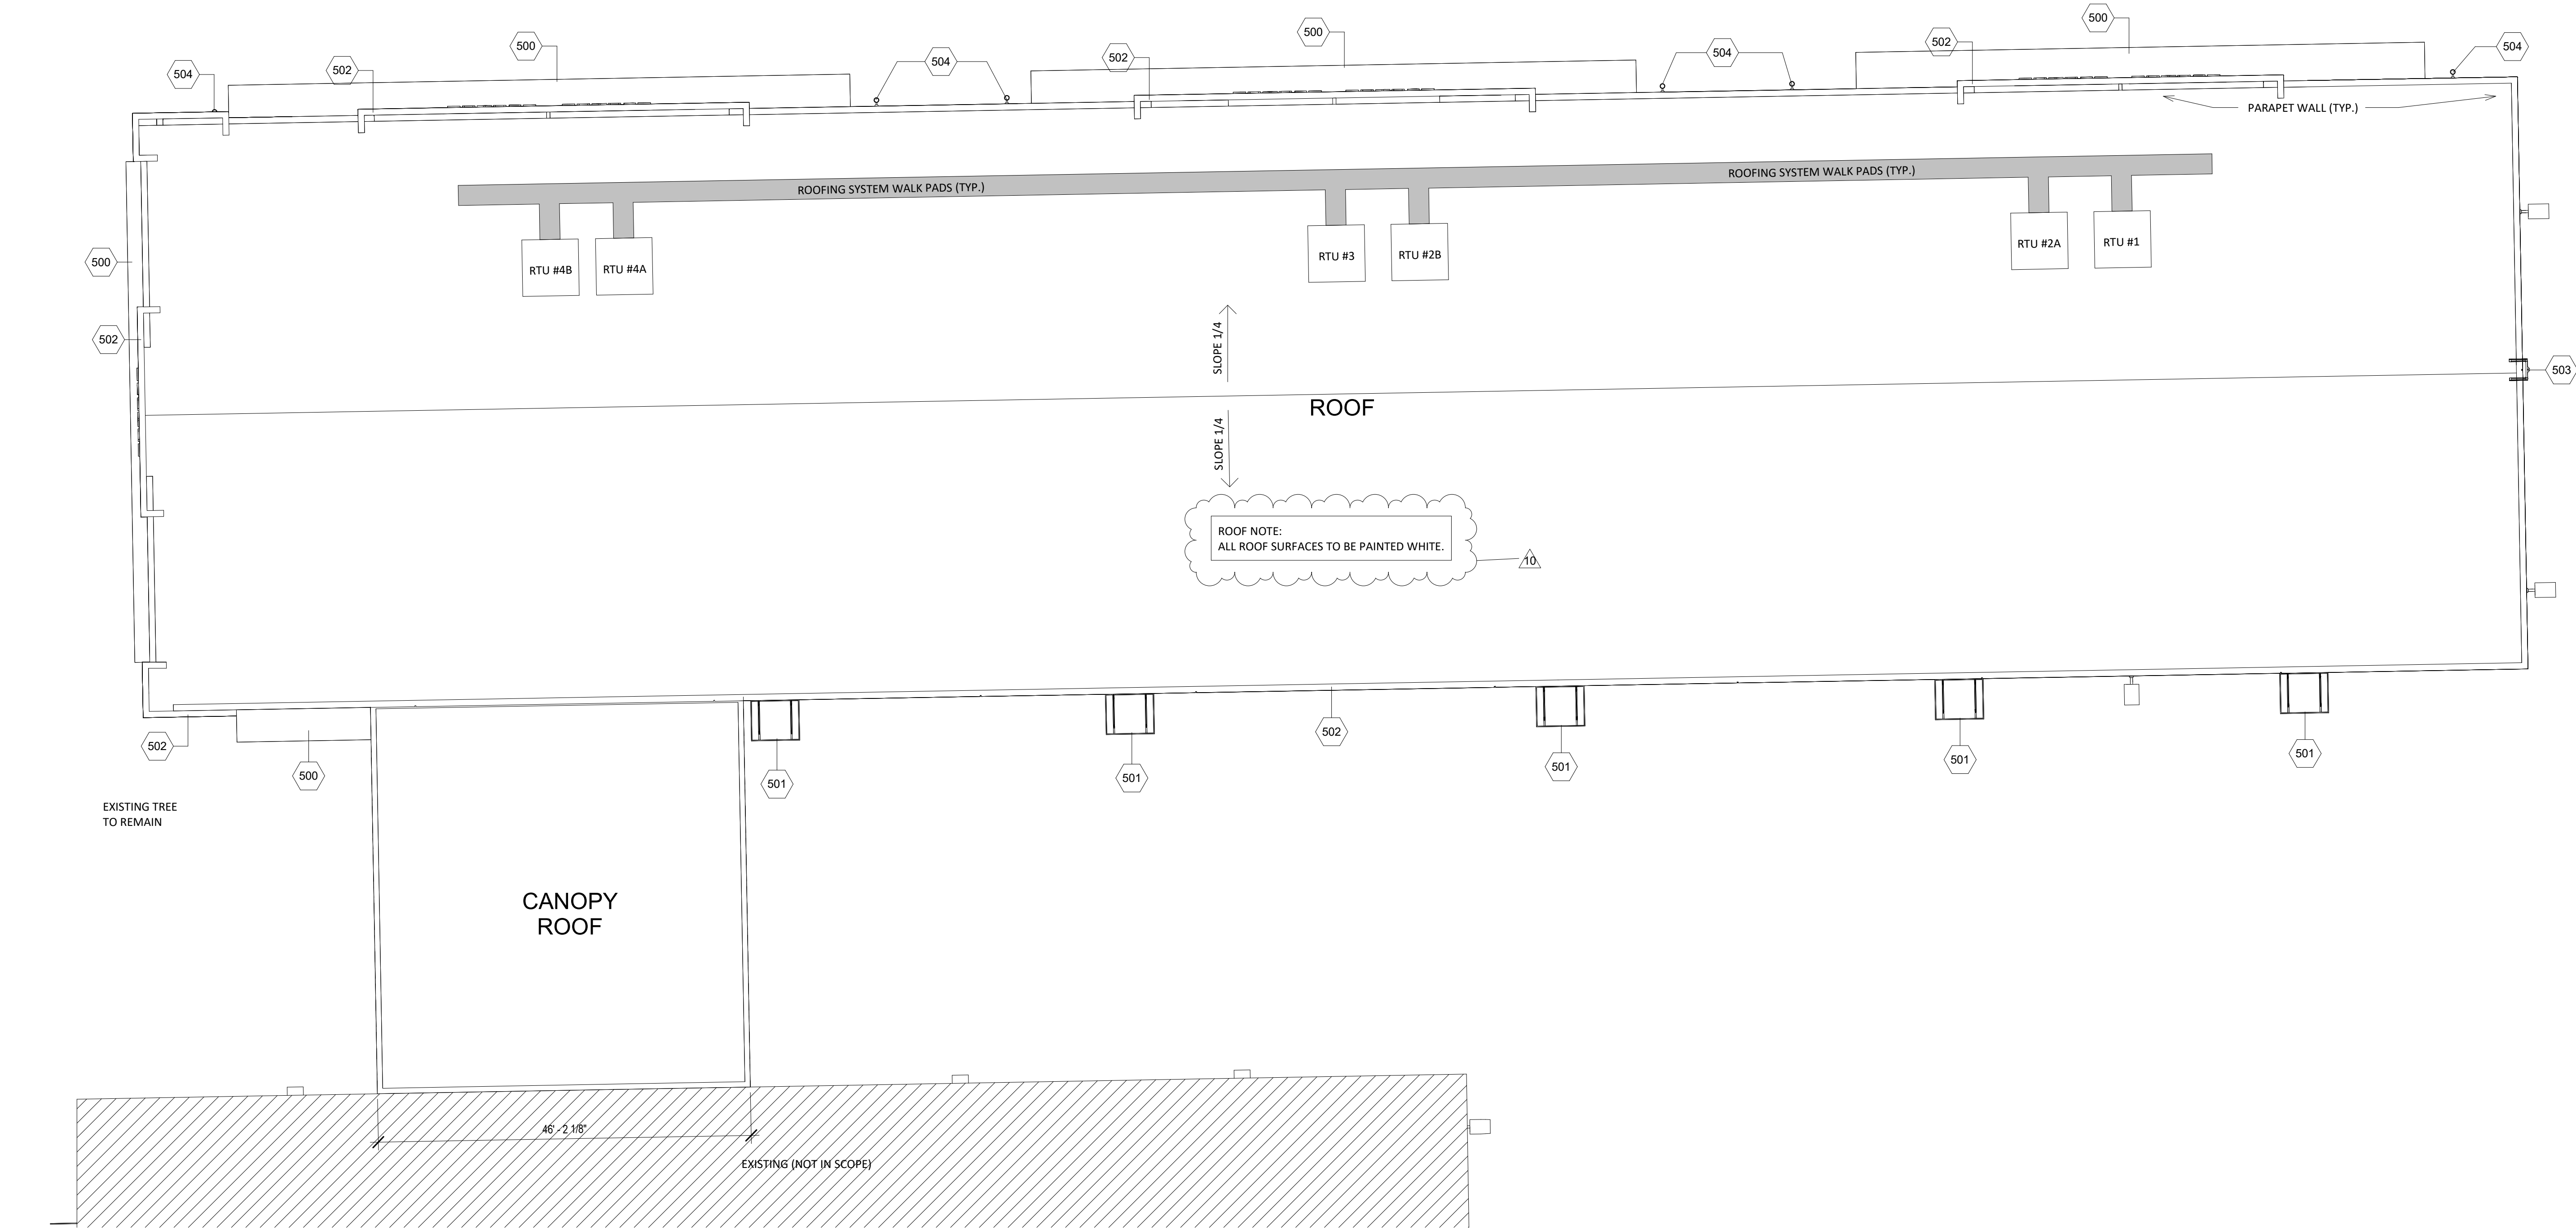 500
500
500
504
502
504
502
504
502
504
PARAPET WALL (TYP.)
ROOFING SYSTEM WALK PADS (TYP.)
ROOFING SYSTEM WALK PADS (TYP.)
RTU #4B
RTU #4A
RTU #3
RTU #2B
RTU #2A
RTU #1
500
502
SLOPE 1/4
503
ROOF
SLOPE 1/4
ROOF NOTE:
ALL ROOF SURFACES TO BE PAINTED WHITE.
10
502
500
501
501
502
501
501
501
EXISTING TREE
TO REMAIN
CANOPY
ROOF
46' - 2 1/8"
EXISTING (NOT IN SCOPE)